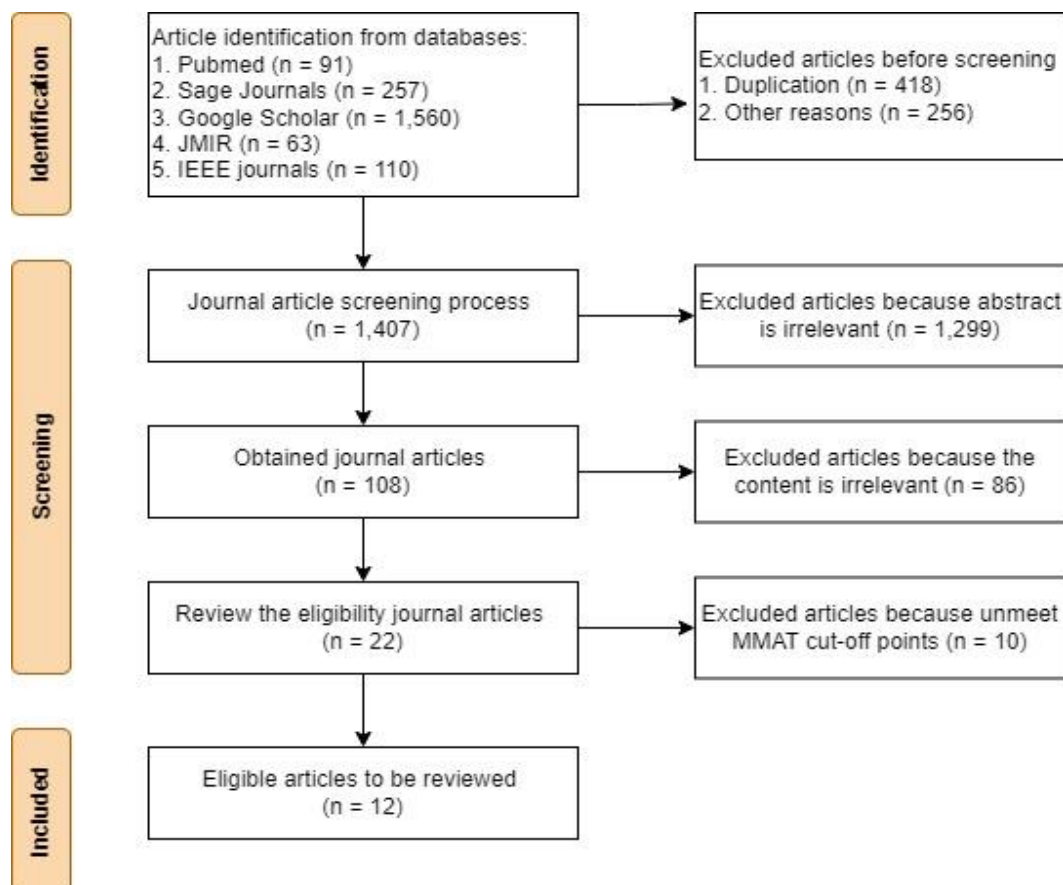 Identification
Article identification from databases:
1. Pubmed (n = 91)
2. Sage Journals (n = 257)
3. Google Scholar (n = 1,560)
4. JMIR (n = 63)
5. IEEE journals (n = 110)
Excluded articles before screening
1. Duplication (n = 418)
2. Other reasons (n = 256)
Screening
Journal article screening process
(n = 1,407)
Excluded articles because abstract
is irrelevant (n = 1,299)
Obtained journal articles
(n = 108)
Excluded articles because the
content is irrelevant (n = 86)
Review the eligibility journal articles
(n = 22)
Excluded articles because unmeet
MMAT cut-off points (n = 10)
Included
Eligible articles to be reviewed
(n = 12)